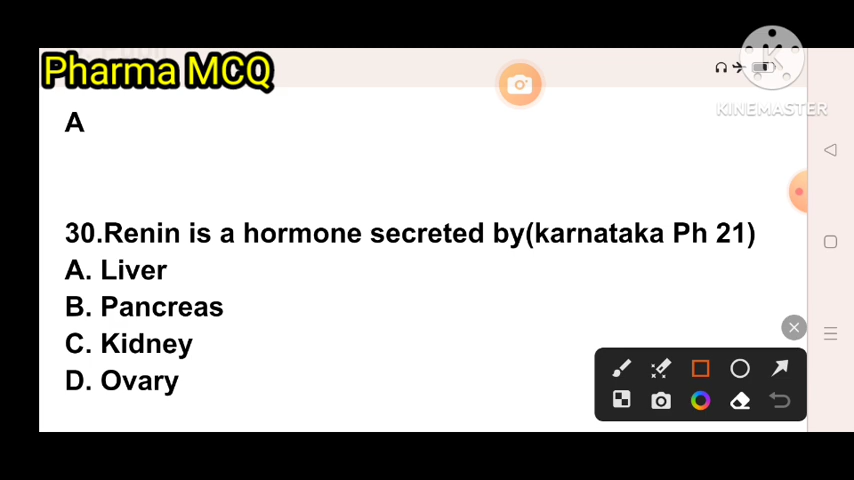 Pharma MCQ
KINEMASTER
A
30.Renin is a hormone secreted by(karnataka Ph 21)
A. Liver
B. Pancreas
C. Kidney
D. Ovary